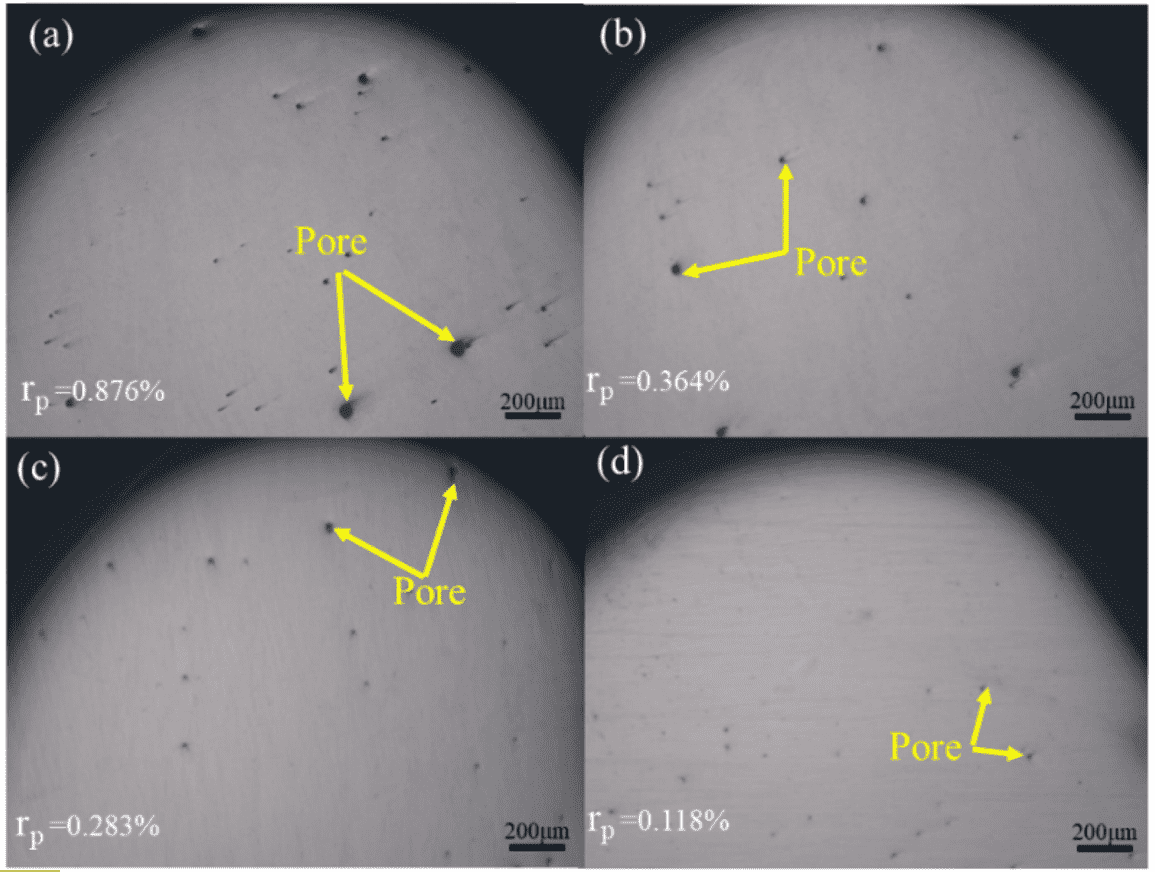 (a)
Pore
r_p=0.876%
200μm
(b)
Pore
r_p=0.364%
200μm
(c)
Pore
r_p=0.283%
200μm
(d)
Pore
r_p=0.118%
200μm